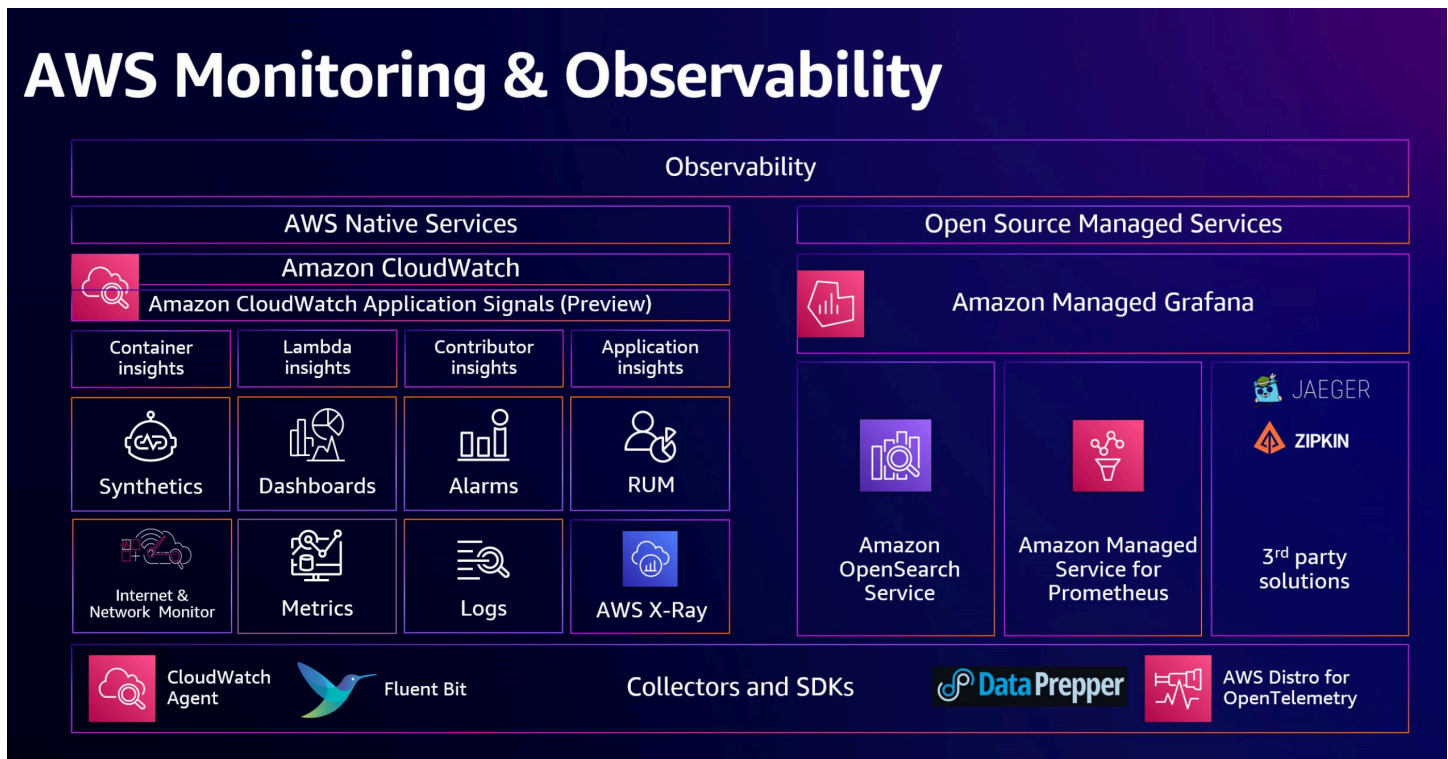 AWS Monitoring & Observability
Observability
AWS Native Services
Open Source Managed Services
Amazon CloudWatch
Amazon CloudWatch Application Signals (Preview)
Amazon Managed Grafana
Container
insights
Lambda
insights
Contributor
insights
Application
insights
Synthetics
Dashboards
Alarms
RUM
Internet &
Network Monitor
Metrics
Logs
AWS X-Ray
Amazon
OpenSearch
Service
Amazon Managed
Service for
Prometheus
JAEGER
ZIPKIN
3rd party
solutions
CloudWatch
Agent
Fluent Bit
Collectors and SDKs
Data Prepper
AWS Distro for
OpenTelemetry